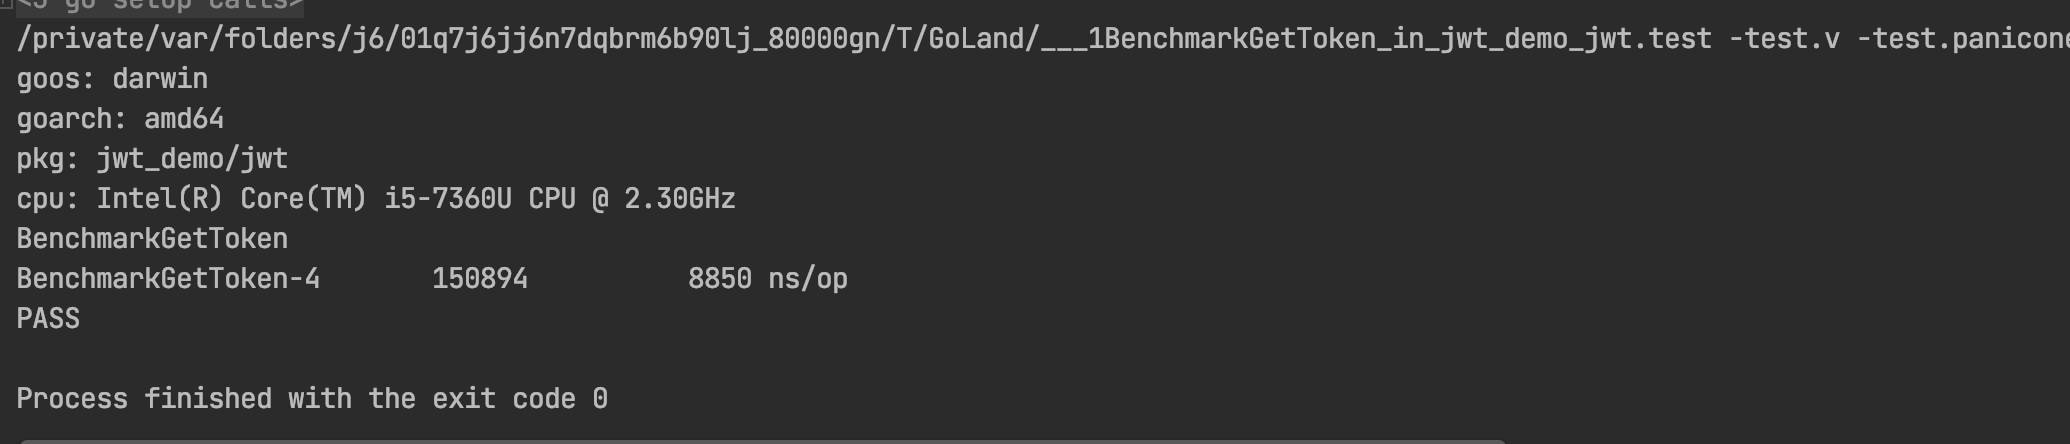 <5 go setup calls>
/private/var/folders/j6/01q7j6jj6n7dqbrm6b90lj_80000gn/T/GoLand/___1BenchmarkGetToken_in_jwt_demo_jwt.test -test.v -test.panicone
goos: darwin
goarch: amd64
pkg: jwt_demo/jwt
cpu: Intel(R) Core(TM) i5-7360U CPU @ 2.30GHz
BenchmarkGetToken
BenchmarkGetToken-4 150894 8850 ns/op
PASS
Process finished with the exit code 0